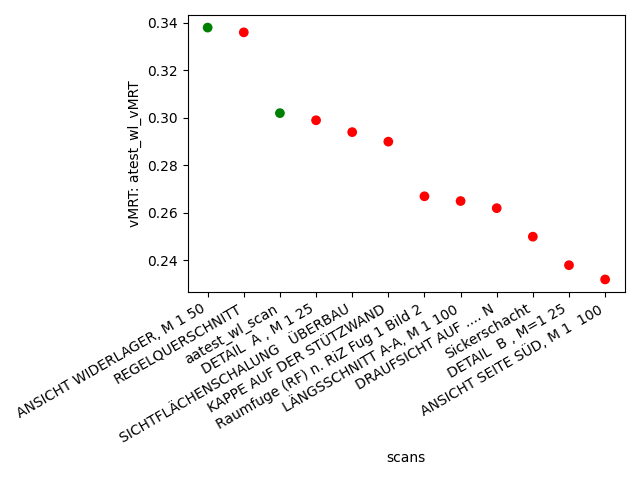 0.34
0.32
0.30
0.28
0.26
0.24
vMRT: atest_wl_vMRT
ANSICHT WIDERLAGER, M 1 50
REGELQUERSCHNITT
aatest_wl_scan
DETAIL  A , M 1 25
SICHTFLÄCHENSCHALUNG   ÜBERBAU
KAPPE AUF DER STÜTZWAND
Raumfuge (RF) n. RiZ Fug 1 Bild 2
LÄNGSSCHNITT A-A, M 1 100
DRAUFSICHT AUF .... N
Sickerschacht
DETAIL  B , M=1 25
ANSICHT SEITE SÜD, M 1  100
scans